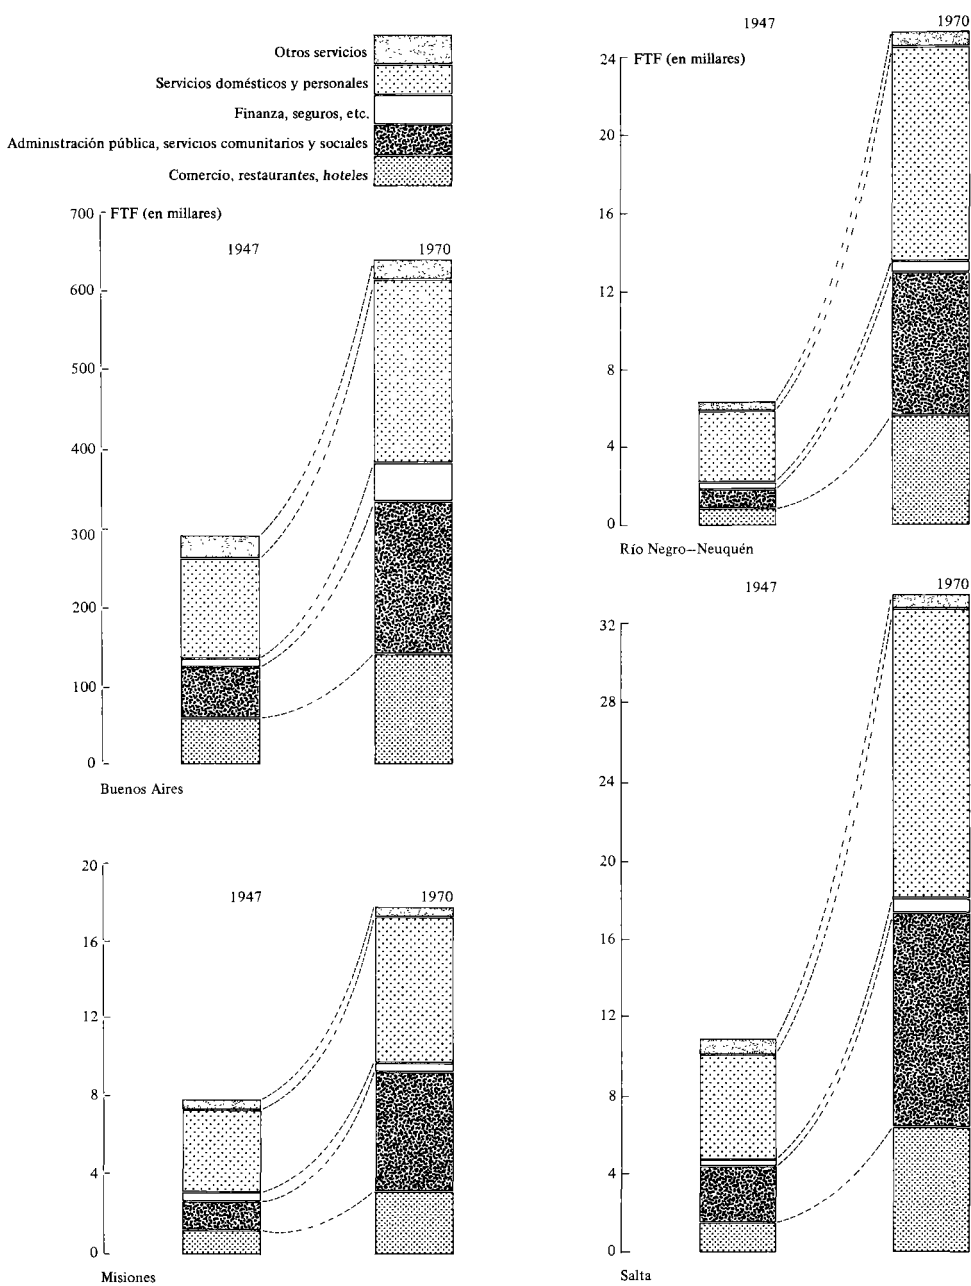 Otros servicios
Servicios domésticos y personales
Finanza, seguros, etc.
Administración pública, servicios comunitarios y sociales
Comercio, restaurantes, hoteles
700 FTF (en millares)
1947 1970
600
500
400
300
200
100
0
Buenos Aires
1947 1970
24 FTF (en millares)
20
16
12
8
4
0
Río Negro–Neuquén
20
1947 1970
16
12
8
4
0
Misiones
1947 1970
32
28
24
20
16
12
8
4
0
Salta